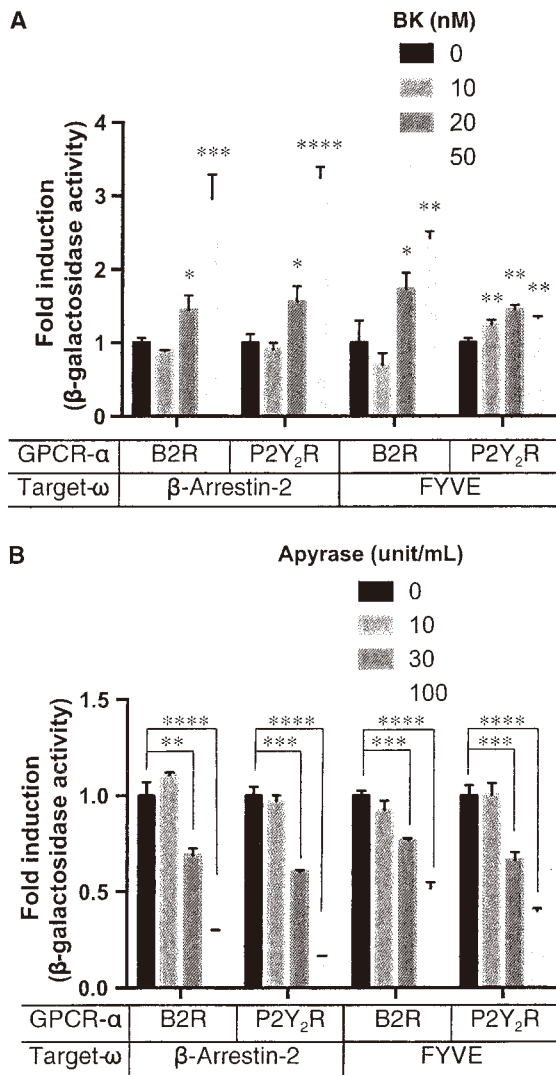 A
BK (nM)
0
10
20
50
Fold induction
(β-galactosidase activity)
4
3
2
1
0
*
***
*
****
*
**
**
**
**
GPCR-α B2R P2Y₂R B2R P2Y₂R
Target-ω β-Arrestin-2 FYVE
B
Apyrase (unit/mL)
0
10
30
100
Fold induction
(β-galactosidase activity)
1.5
1.0
0.5
0.0
**** **** **** ****
** *** *** ***
GPCR-α B2R P2Y₂R B2R P2Y₂R
Target-ω β-Arrestin-2 FYVE